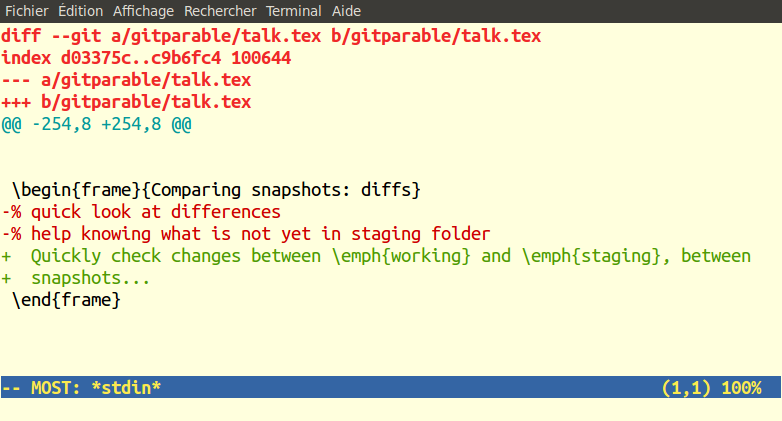 Fichier Édition Affichage Rechercher Terminal Aide
diff --git a/gitparable/talk.tex b/gitparable/talk.tex
index d03375c..c9b6fc4 100644
--- a/gitparable/talk.tex
+++ b/gitparable/talk.tex
@@ -254,8 +254,8 @@
 \begin{frame}{Comparing snapshots: diffs}
-% quick look at differences
-% help knowing what is not yet in staging folder
+  Quickly check changes between \emph{working} and \emph{staging}, between
+  snapshots...
 \end{frame}
-- MOST: *stdin* (1,1) 100%